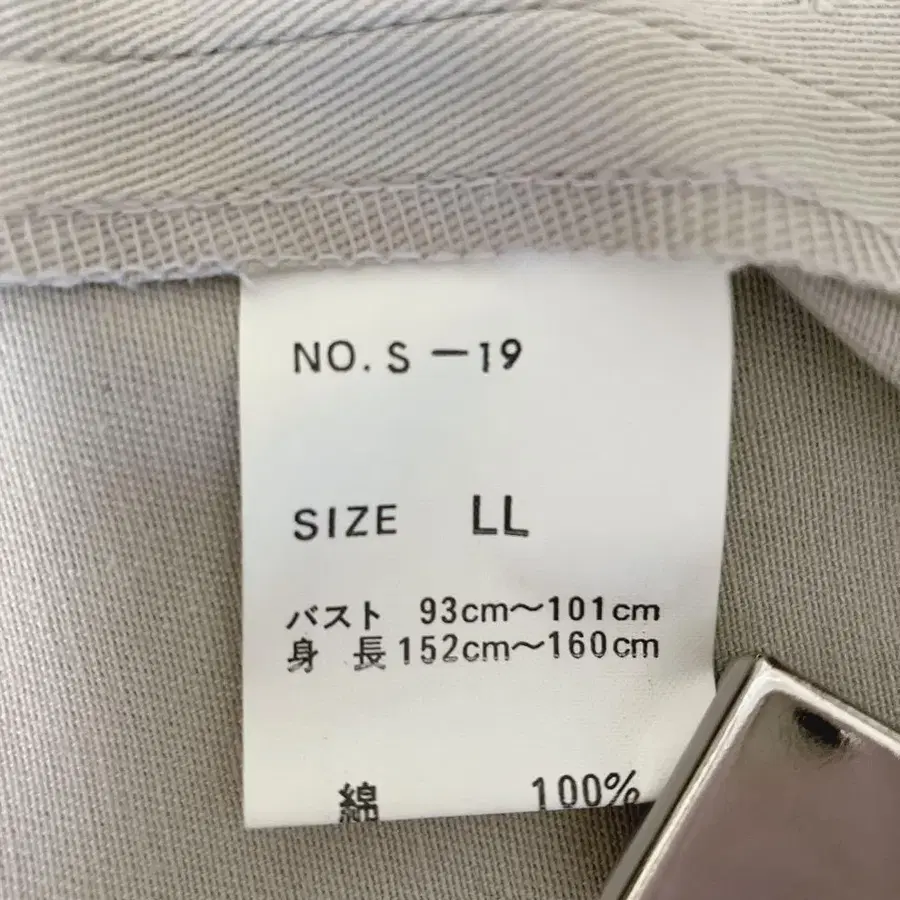 NO. S －19
SIZE LL
バスト 93cm～101cm
身 長 152cm～160cm
綿 100%